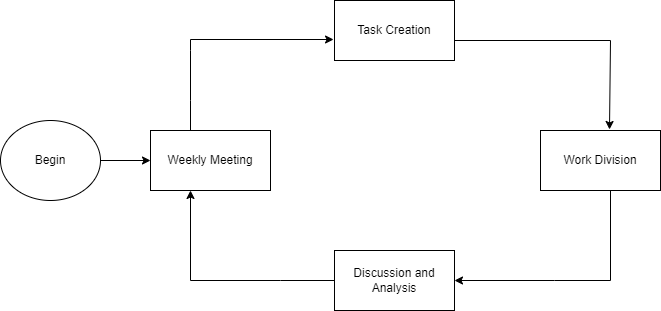 Task Creation
Begin
Weekly Meeting
Work Division
Discussion and
Analysis